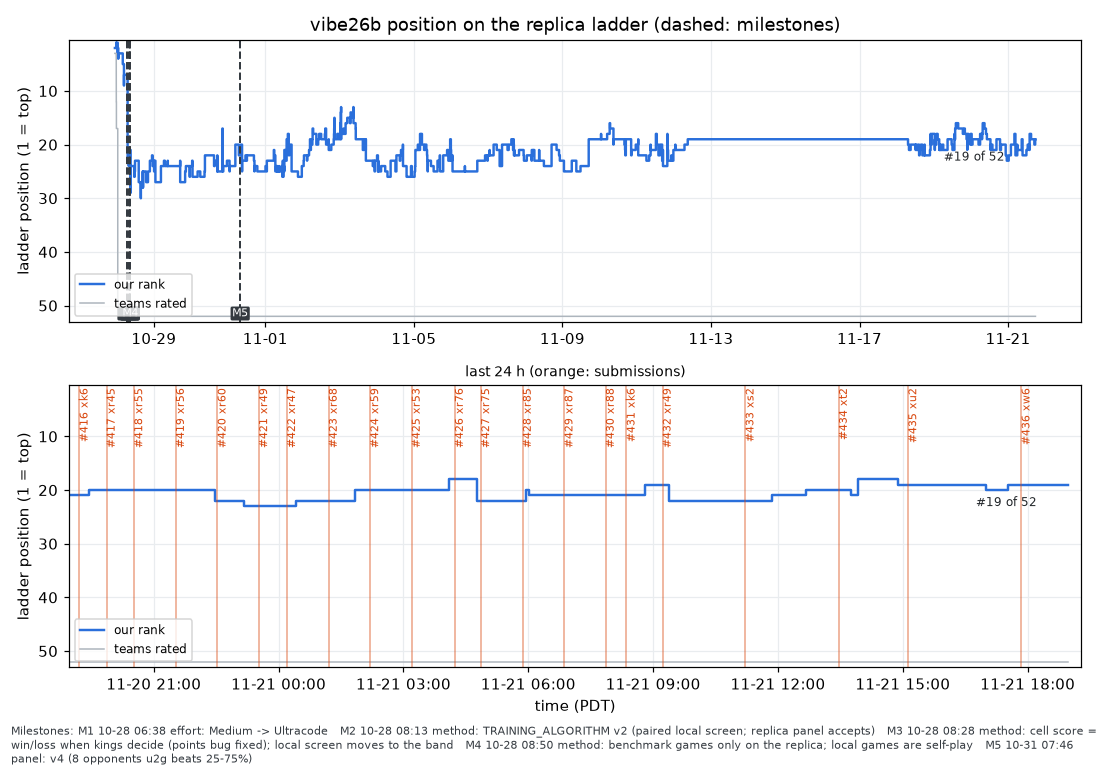 vibe26b position on the replica ladder (dashed: milestones)
ladder position (1 = top)
10
20
30
40
50
#19 of 52
our rank
teams rated
M4
M5
10-29
11-01
11-05
11-09
11-13
11-17
11-21
last 24 h (orange: submissions)
ladder position (1 = top)
10
20
30
40
50
#416 xk6
#417 xr45
#418 xr55
#419 xr56
#420 xr60
#421 xr49
#422 xr47
#423 xr68
#424 xr59
#425 xr53
#426 xr76
#427 xr75
#428 xr85
#429 xr87
#430 xr88
#431 xk6
#432 xr49
#433 xs2
#434 xt2
#435 xu2
#436 xw6
#19 of 52
our rank
teams rated
11-20 21:00
11-21 00:00
11-21 03:00
11-21 06:00
11-21 09:00
11-21 12:00
11-21 15:00
11-21 18:00
time (PDT)
Milestones: M1 10-28 06:38 effort: Medium -> Ultracode M2 10-28 08:13 method: TRAINING_ALGORITHM v2 (paired local screen; replica panel accepts) M3 10-28 08:28 method: cell score =
win/loss when kings decide (points bug fixed); local screen moves to the band M4 10-28 08:50 method: benchmark games only on the replica; local games are self-play M5 10-31 07:46
panel: v4 (8 opponents u2g beats 25-75%)